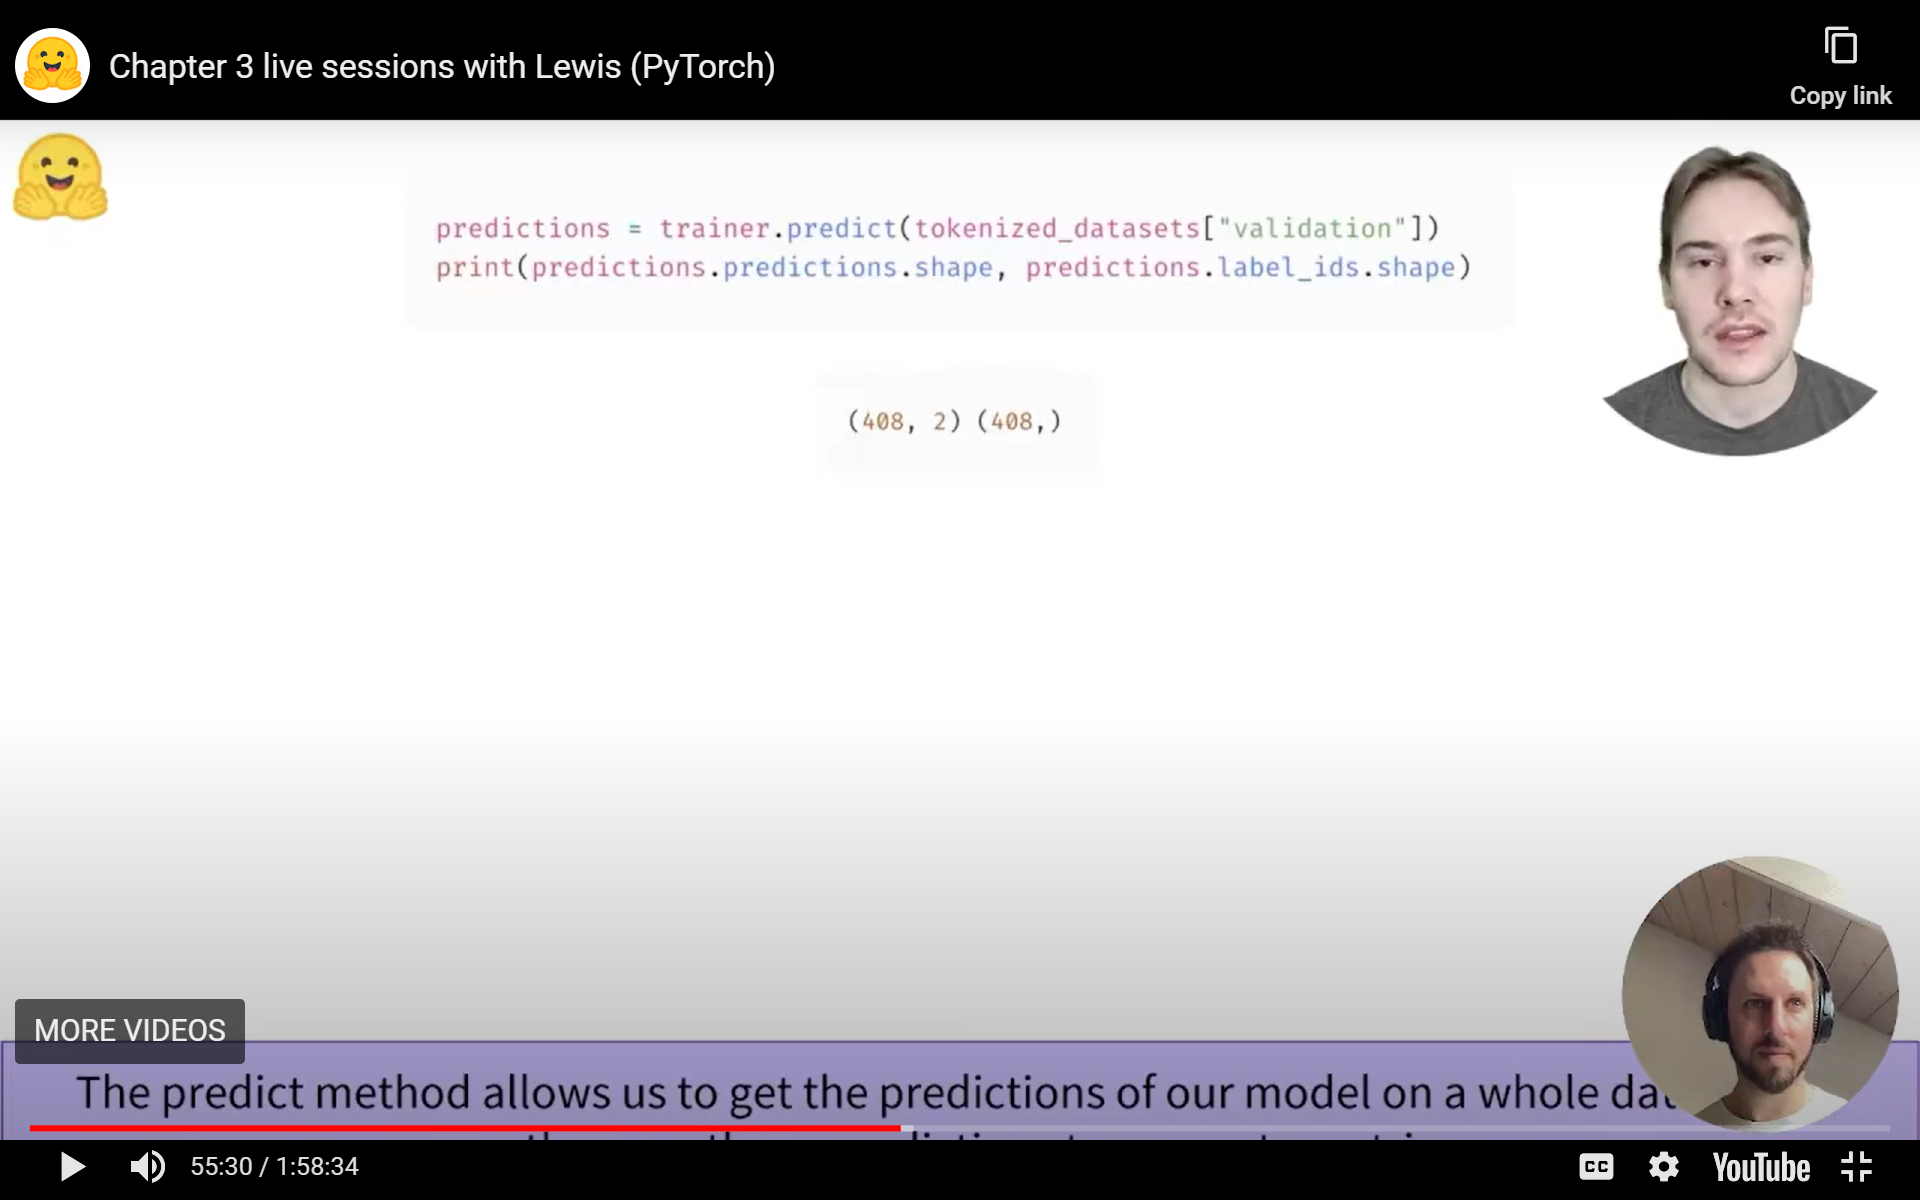 Chapter 3 live sessions with Lewis (PyTorch)
Copy link
predictions = trainer.predict(tokenized_datasets["validation"])
print(predictions.predictions.shape, predictions.label_ids.shape)
(408, 2) (408,)
MORE VIDEOS
The predict method allows us to get the predictions of our model on a whole
55:30 / 1:58:34
CC
YouTube